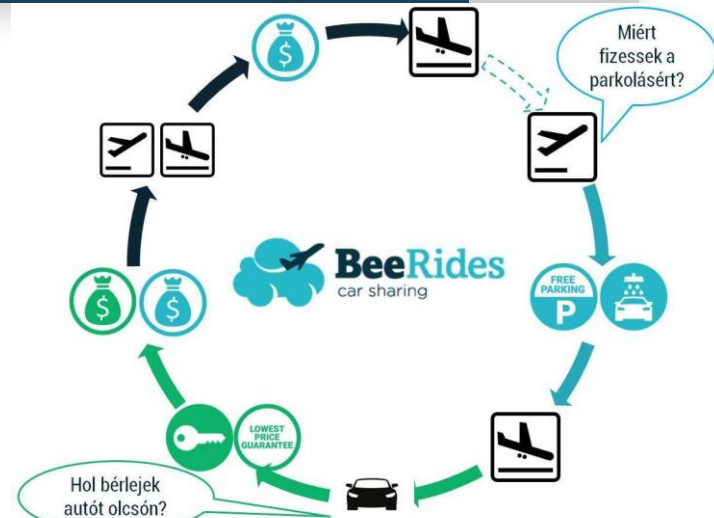 Miért
fizessek a
parkolásért?
$
BeeRides
car sharing
FREE
PARKING
P
$
$
LOWEST
PRICE
GUARANTEE
Hol bérlejek
autót olcsón?